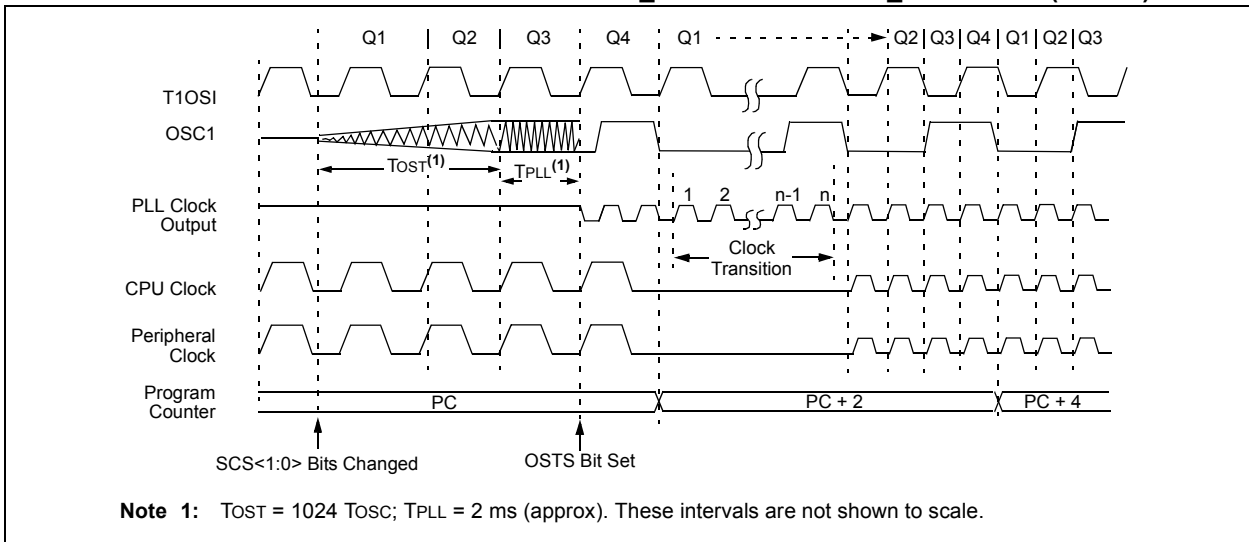 Q1 Q2 Q3 Q4 Q1 Q2 Q3 Q4 Q1 Q2 Q3
T1OSI
OSC1
TOST(1) TPLL(1)
1 2 n-1 n
PLL Clock
Output
Clock
Transition
CPU Clock
Peripheral
Clock
Program
Counter
PC PC + 2 PC + 4
SCS<1:0> Bits Changed OSTS Bit Set
Note 1: TOST = 1024 TOSC; TPLL = 2 ms (approx). These intervals are not shown to scale.